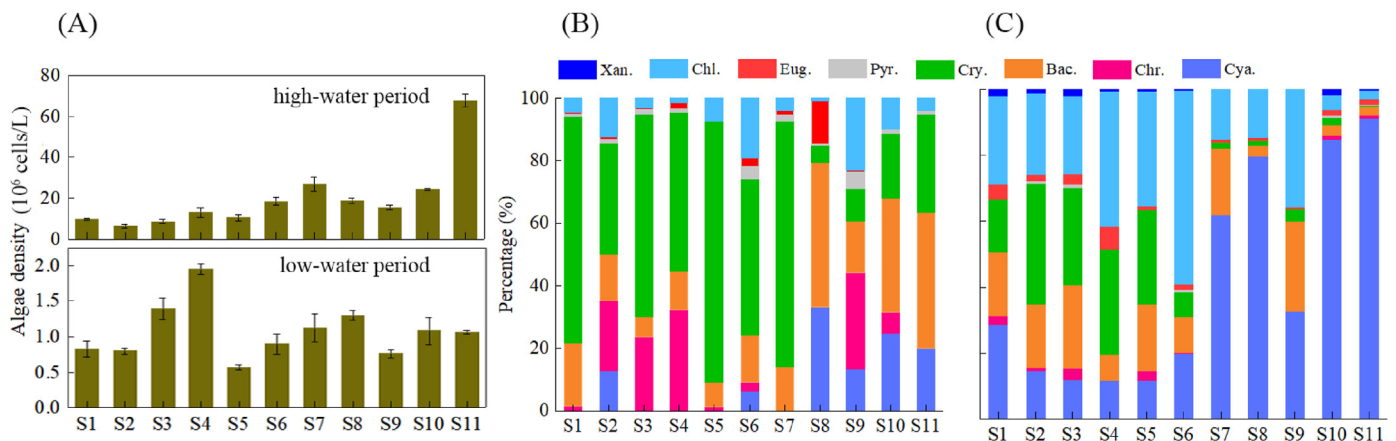 (A)
(B)
(C)
Xan. Chl. Eug. Pyr. Cry. Bac. Chr. Cya.
Algae density (10⁶ cells/L)
80
60
40
20
0
high-water period
2.0
1.5
1.0
0.5
0.0
low-water period
S1 S2 S3 S4 S5 S6 S7 S8 S9 S10 S11
Percentage (%)
100
80
60
40
20
0
S1 S2 S3 S4 S5 S6 S7 S8 S9 S10 S11
S1 S2 S3 S4 S5 S6 S7 S8 S9 S10 S11